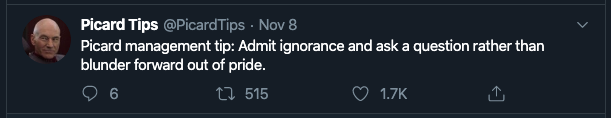 Picard Tips @PicardTips · Nov 8
Picard management tip: Admit ignorance and ask a question rather than
blunder forward out of pride.
6 515 1.7K